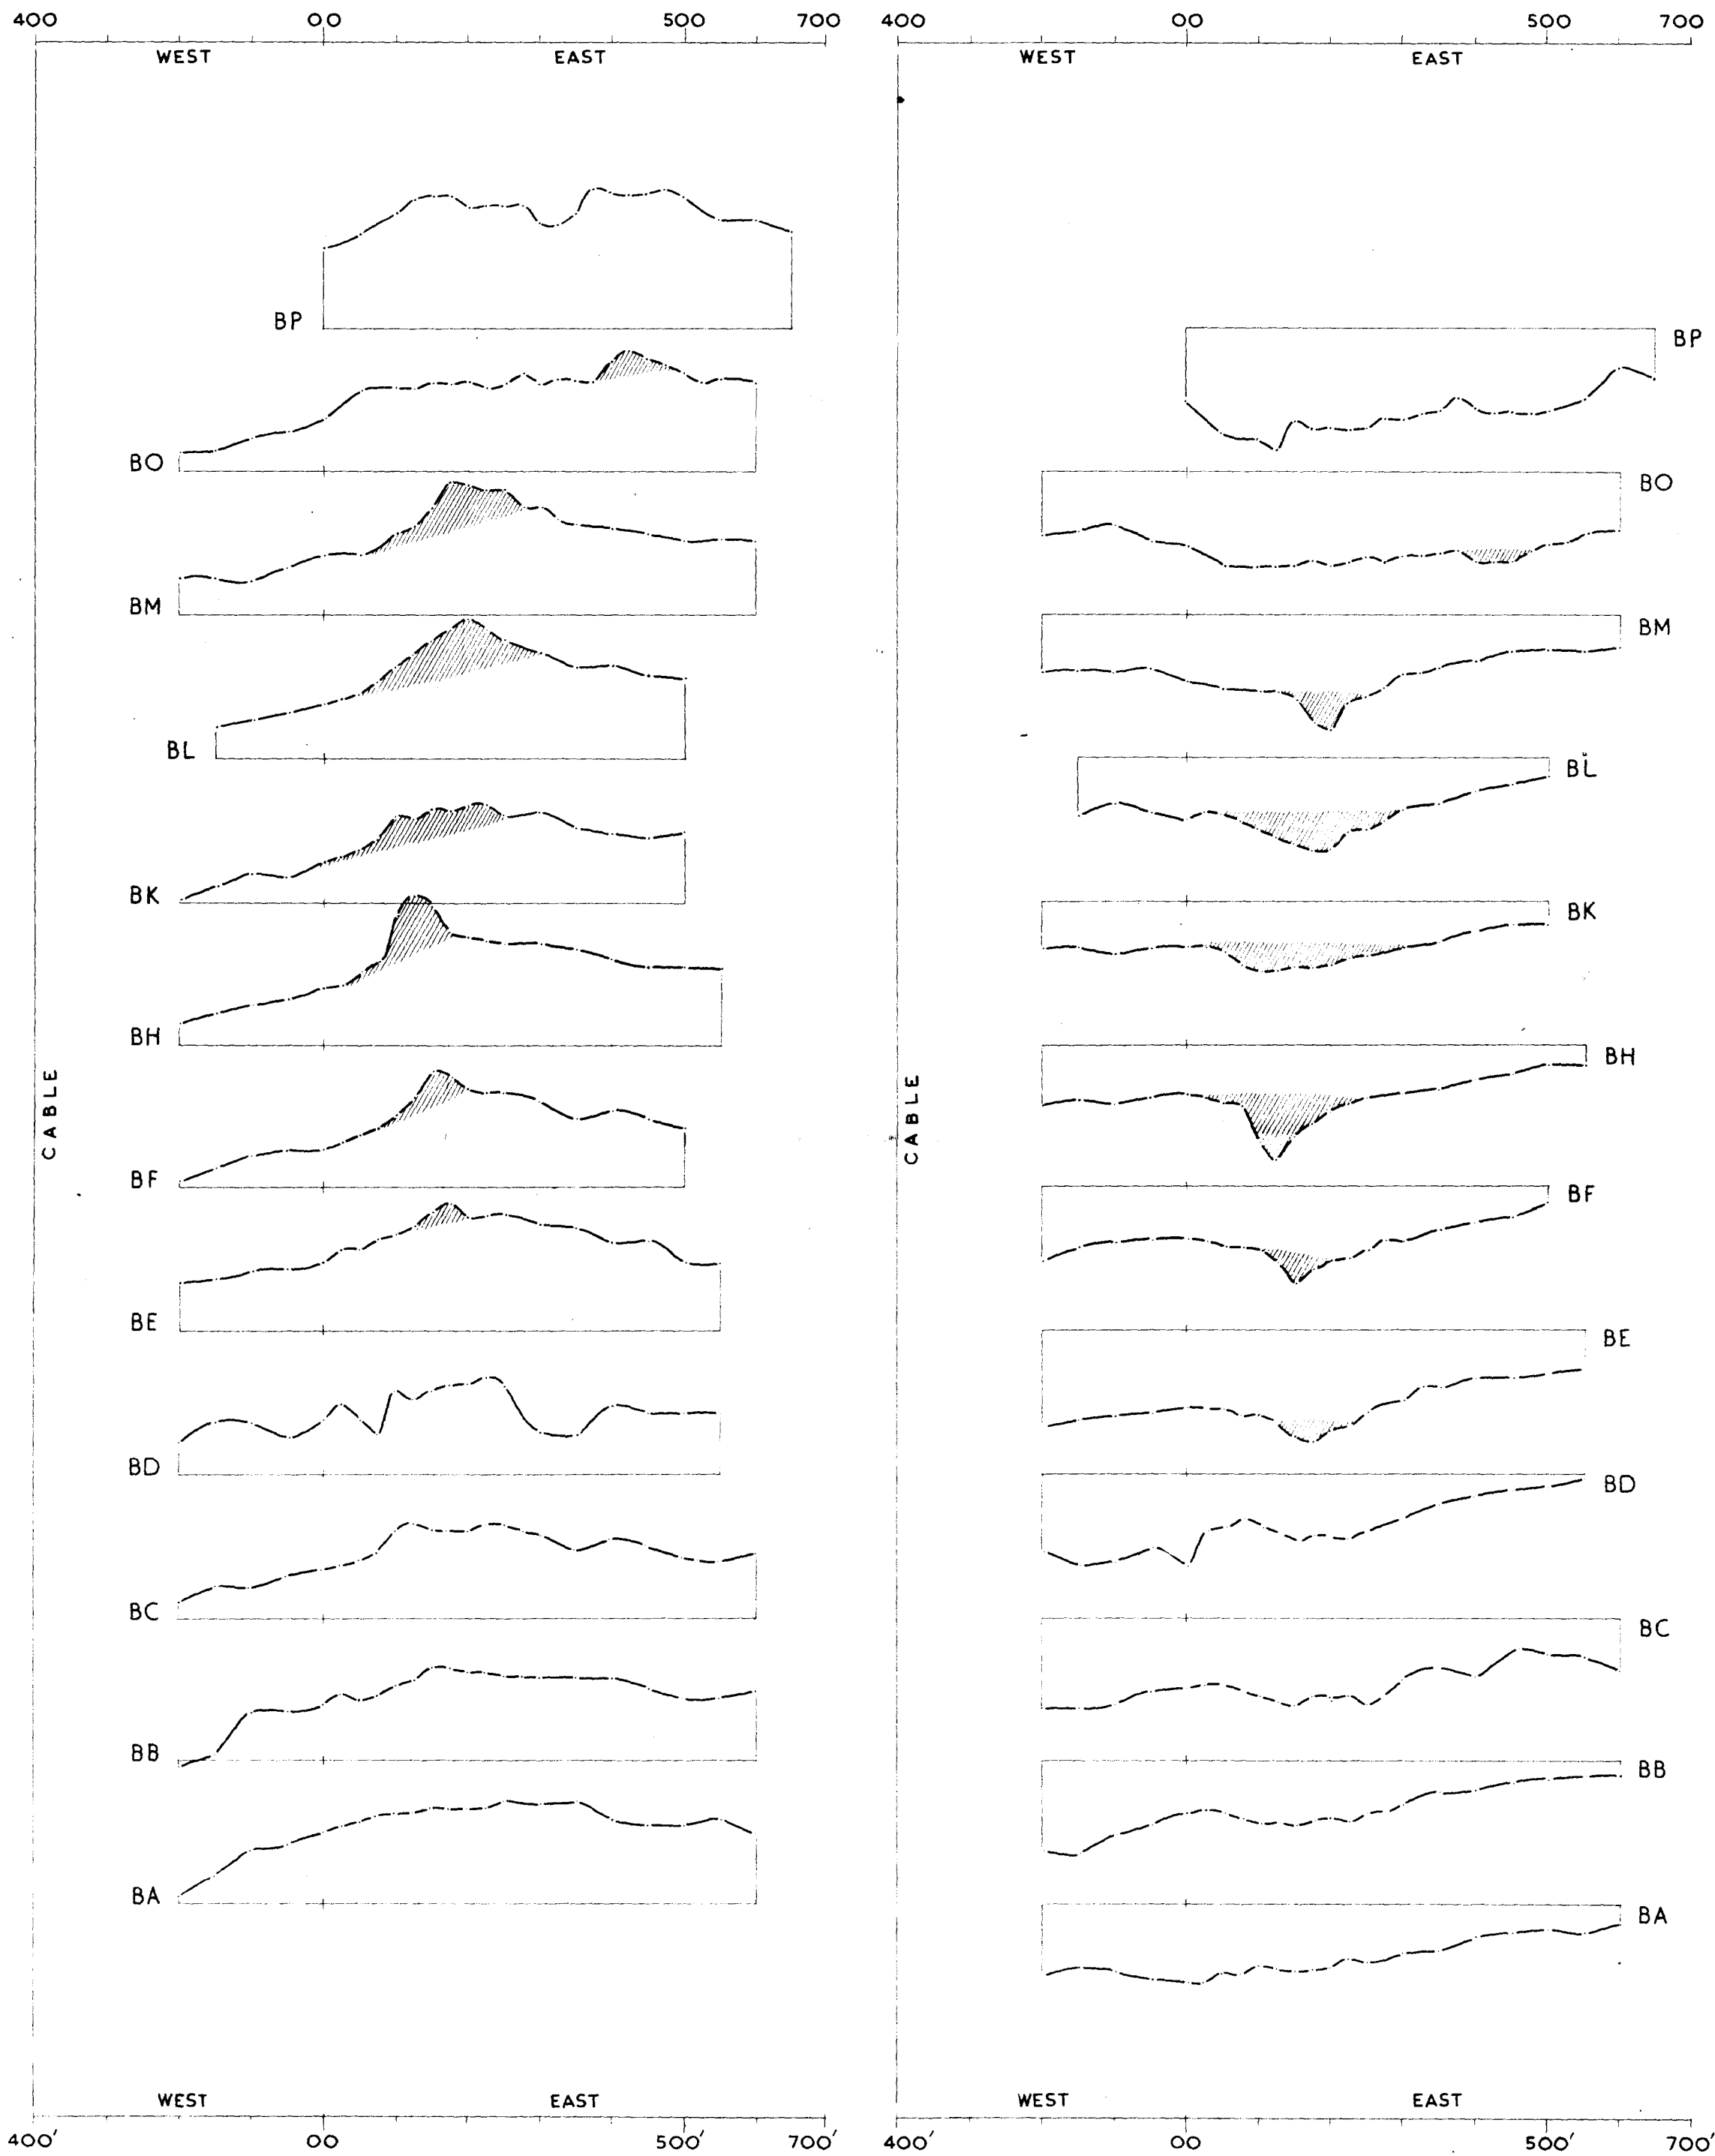 400 00 500 700 400 00 500 700
WEST EAST WEST EAST
BP
BO
BM
BL
BK
BH
BF
BE
BD
BC
BB
BA
CABLE
BP
BO
BM
BL
BK
BH
BF
BE
BD
BC
BB
BA
CABLE
WEST EAST WEST EAST
400' 00 500' 700' 400' 00 500' 700'